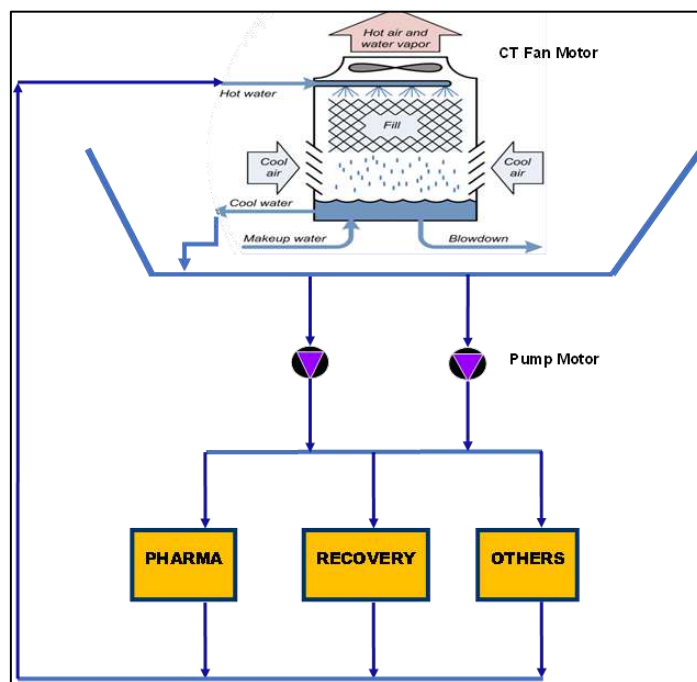 Hot air and
water vapor
CT Fan Motor
Hot water
Fill
Cool
air
Cool
air
Cool water
Makeup water
Blowdown
Pump Motor
PHARMA
RECOVERY
OTHERS